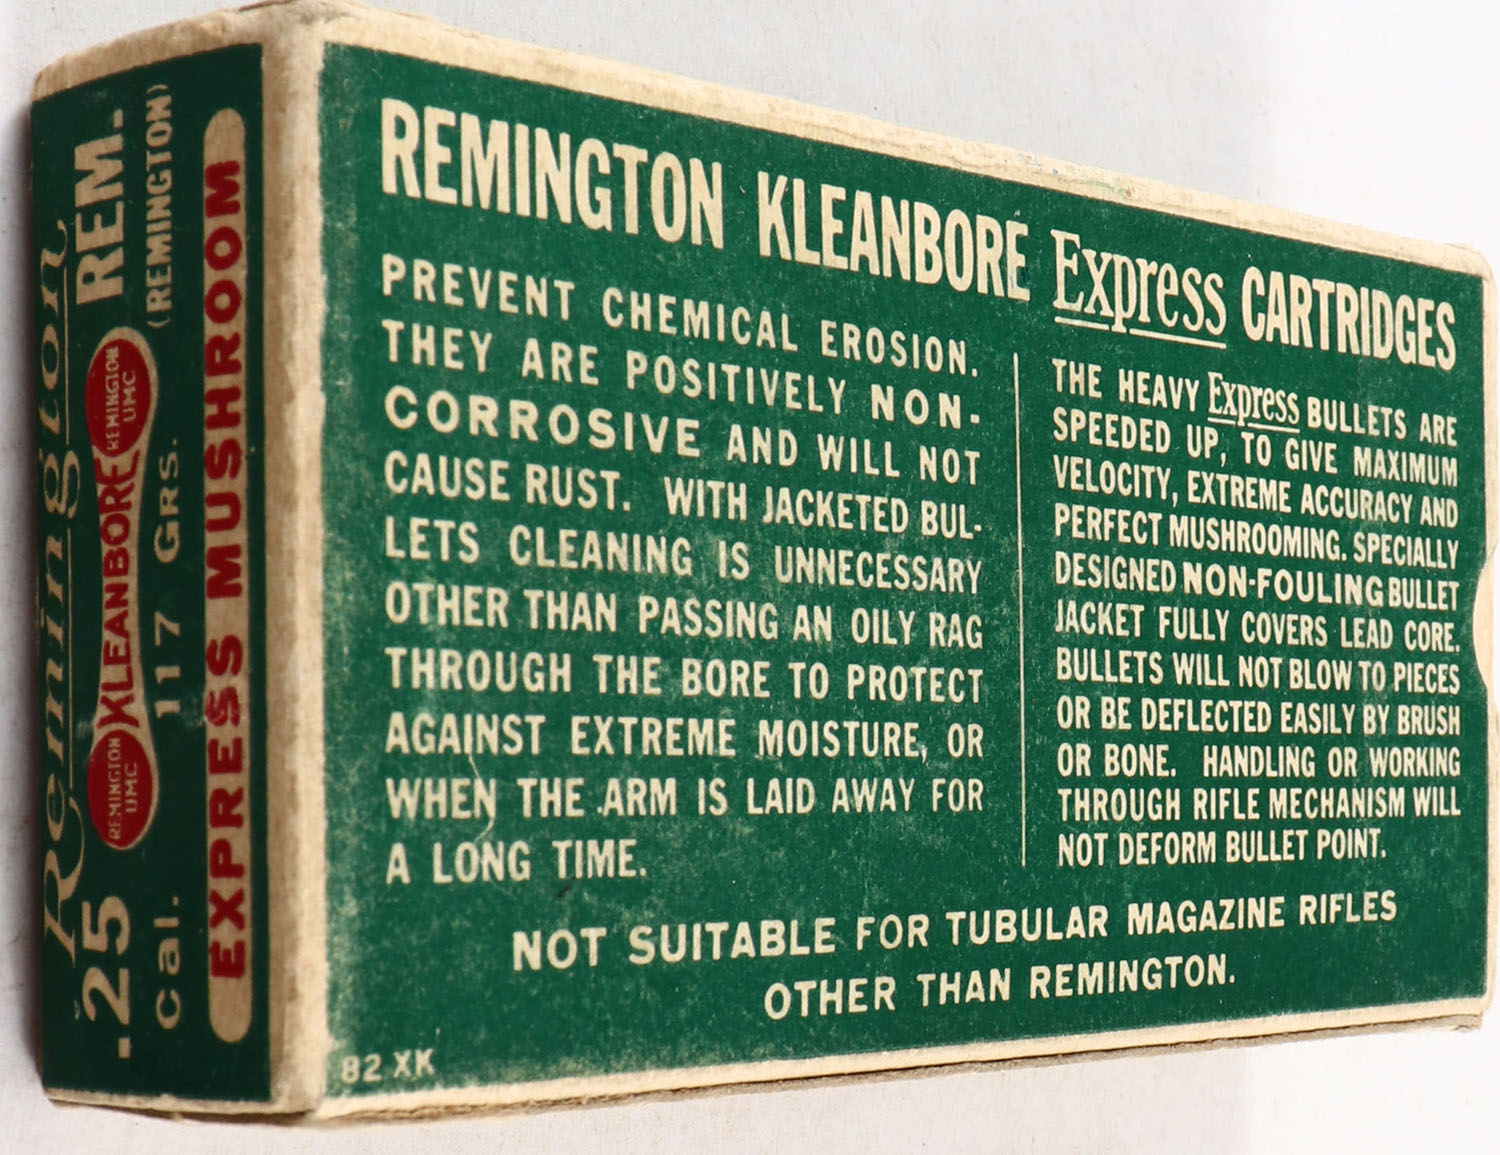 REMINGTON KLEANBORE Express CARTRIDGES
PREVENT CHEMICAL EROSION.
THEY ARE POSITIVELY NON-
CORROSIVE AND WILL NOT
CAUSE RUST. WITH JACKETED BUL-
LETS CLEANING IS UNNECESSARY
OTHER THAN PASSING AN OILY RAG
THROUGH THE BORE TO PROTECT
AGAINST EXTREME MOISTURE, OR
WHEN THE ARM IS LAID AWAY FOR
A LONG TIME.
THE HEAVY Express BULLETS ARE
SPEEDED UP, TO GIVE MAXIMUM
VELOCITY, EXTREME ACCURACY AND
PERFECT MUSHROOMING. SPECIALLY
DESIGNED NON-FOULING BULLET
JACKET FULLY COVERS LEAD CORE.
BULLETS WILL NOT BLOW TO PIECES
OR BE DEFLECTED EASILY BY BRUSH
OR BONE. HANDLING OR WORKING
THROUGH RIFLE MECHANISM WILL
NOT DEFORM BULLET POINT.
NOT SUITABLE FOR TUBULAR MAGAZINE RIFLES
OTHER THAN REMINGTON.
82 XK
Remington
.25 REM.
REMINGTON
UMC
KLEANBORE
REMINGTON
UMC
Cal. 117 Grs. (REMINGTON)
EXPRESS MUSHROOM